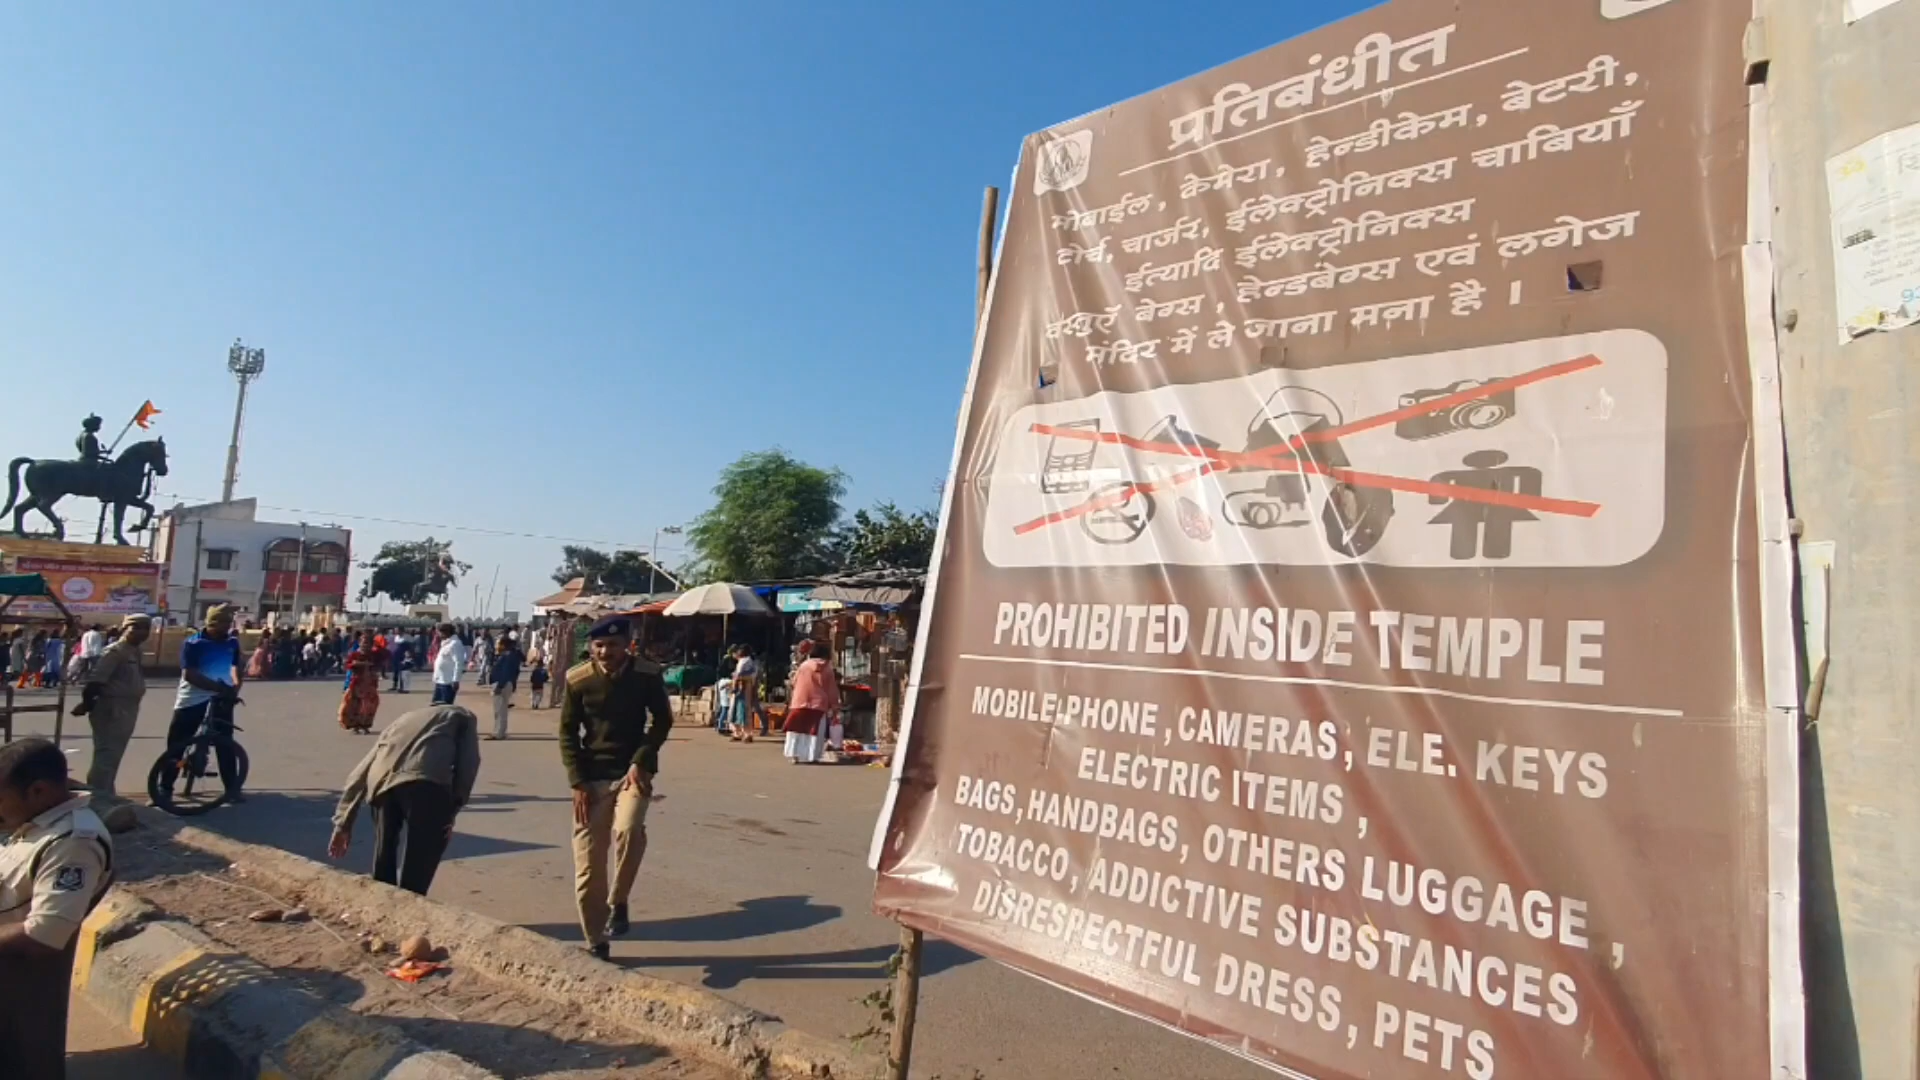 प्रतिबंधीत
मोबाईल, केमेरा, हेन्डीकेम, बेटरी,
टोर्च, चार्जर, ईलेक्ट्रोनिक्स चाबियाँ
ईत्यादि ईलेक्ट्रोनिक्स
वस्तुएँ बेग्स, हेन्डबेग्स एवं लगेज
मंदिर में ले जाना मना है ।
PROHIBITED INSIDE TEMPLE
MOBILE PHONE, CAMERAS, ELE. KEYS
ELECTRIC ITEMS,
BAGS, HANDBAGS, OTHERS LUGGAGE,
TOBACCO, ADDICTIVE SUBSTANCES
DISRESPECTFUL DRESS, PETS